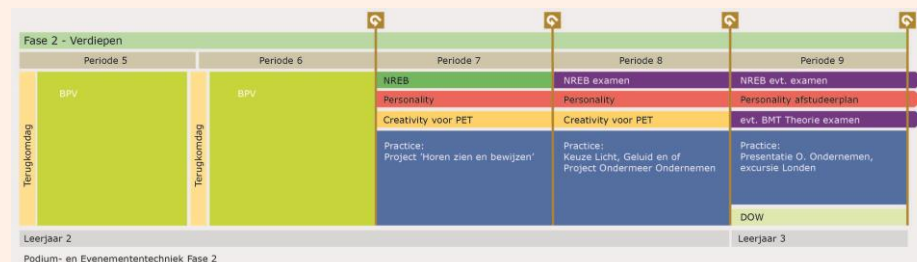 Fase 2 - Verdiepen
Periode 5
Periode 6
Periode 7
Periode 8
Periode 9
Terugkomdag
BPV
Terugkomdag
BPV
NREB
Personality
Creativity voor PET
Practice:
Project 'Horen zien en bewijzen'
NREB examen
Personality
Creativity voor PET
Practice:
Keuze Licht, Geluid en of
Project Ondermeer Ondernemen
NREB evt. examen
Personality afstudeerplan
evt. BMT Theorie examen
Practice:
Presentatie O. Ondernemen,
excursie Londen
DOW
Leerjaar 2
Leerjaar 3
Podium- en Evenemententechniek Fase 2